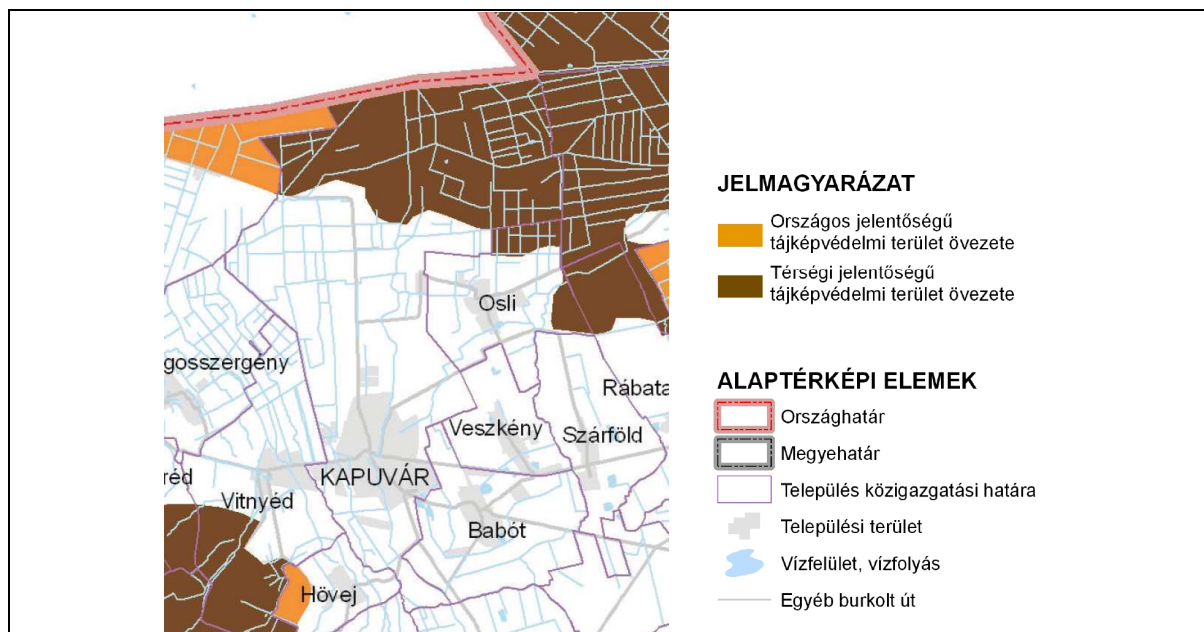 Osli
gosszergény
Rábata
Veszkény
Szárföld
réd
KAPUVÁR
Vitnyéd
Babót
Hövej
JELMAGYARÁZAT
Országos jelentőségű
tájképvédelmi terület övezete
Térségi jelentőségű
tájképvédelmi terület övezete
ALAPTÉRKÉPI ELEMEK
Országhatár
Megyehatár
Település közigazgatási határa
Települési terület
Vízfelület, vízfolyás
Egyéb burkolt út